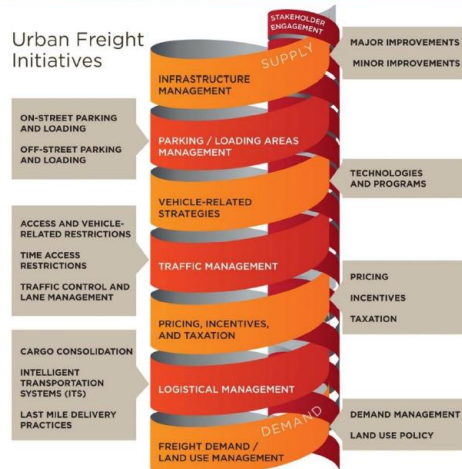 STAKEHOLDER
ENGAGEMENT
Urban Freight
Initiatives
SUPPLY
INFRASTRUCTURE
MANAGEMENT
MAJOR IMPROVEMENTS
MINOR IMPROVEMENTS
ON-STREET PARKING
AND LOADING
OFF-STREET PARKING
AND LOADING
PARKING / LOADING AREAS
MANAGEMENT
VEHICLE-RELATED
STRATEGIES
TECHNOLOGIES
AND PROGRAMS
ACCESS AND VEHICLE-
RELATED RESTRICTIONS
TIME ACCESS
RESTRICTIONS
TRAFFIC CONTROL AND
LANE MANAGEMENT
TRAFFIC MANAGEMENT
PRICING, INCENTIVES,
AND TAXATION
PRICING
INCENTIVES
TAXATION
CARGO CONSOLIDATION
INTELLIGENT
TRANSPORTATION
SYSTEMS (ITS)
LAST MILE DELIVERY
PRACTICES
LOGISTICAL MANAGEMENT
DEMAND
FREIGHT DEMAND /
LAND USE MANAGEMENT
DEMAND MANAGEMENT
LAND USE POLICY